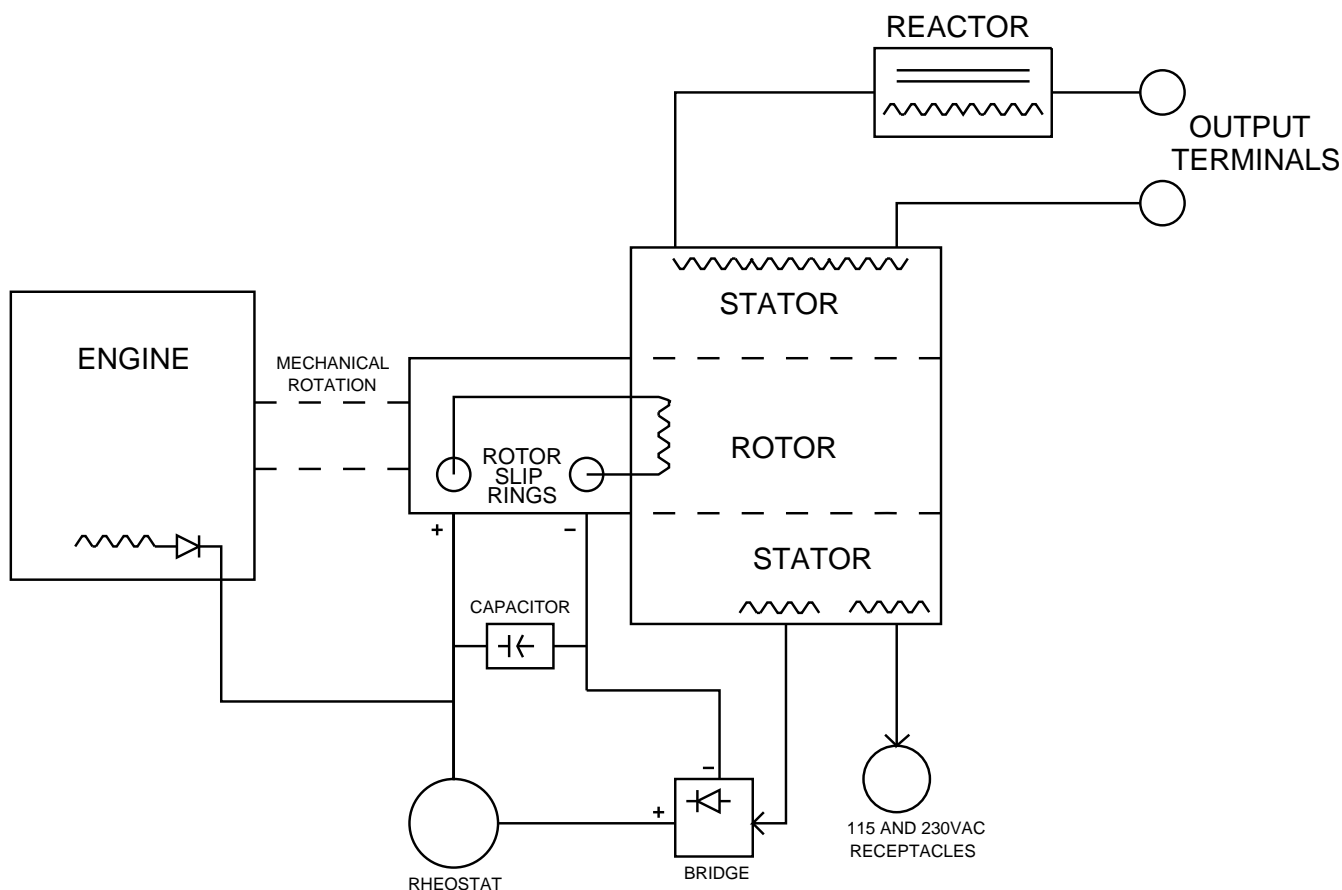 REACTOR
OUTPUT
TERMINALS
STATOR
ENGINE
MECHANICAL
ROTATION
ROTOR
ROTOR
SLIP
RINGS
+
−
STATOR
CAPACITOR
−
+
115 AND 230VAC
RECEPTACLES
BRIDGE
RHEOSTAT